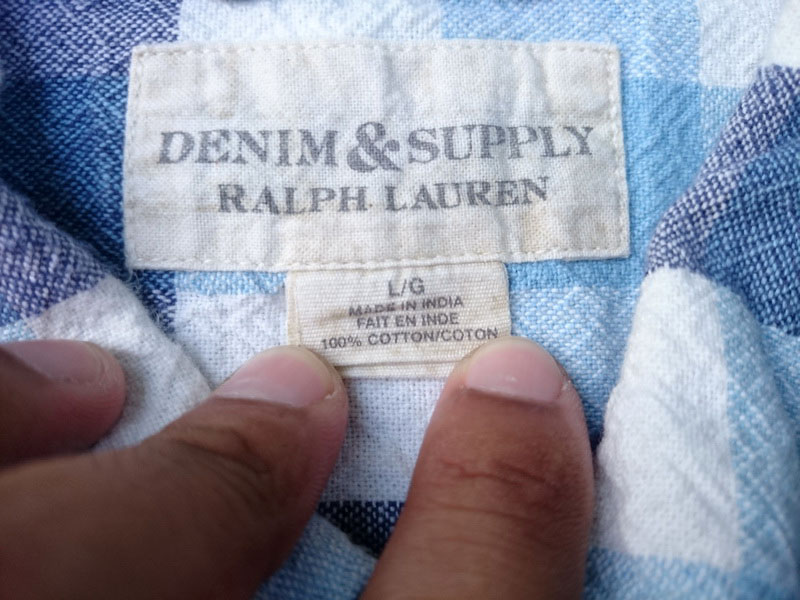 DENIM & SUPPLY
RALPH LAUREN
L/G
MADE IN INDIA
FAIT EN INDE
100% COTTON/COTON